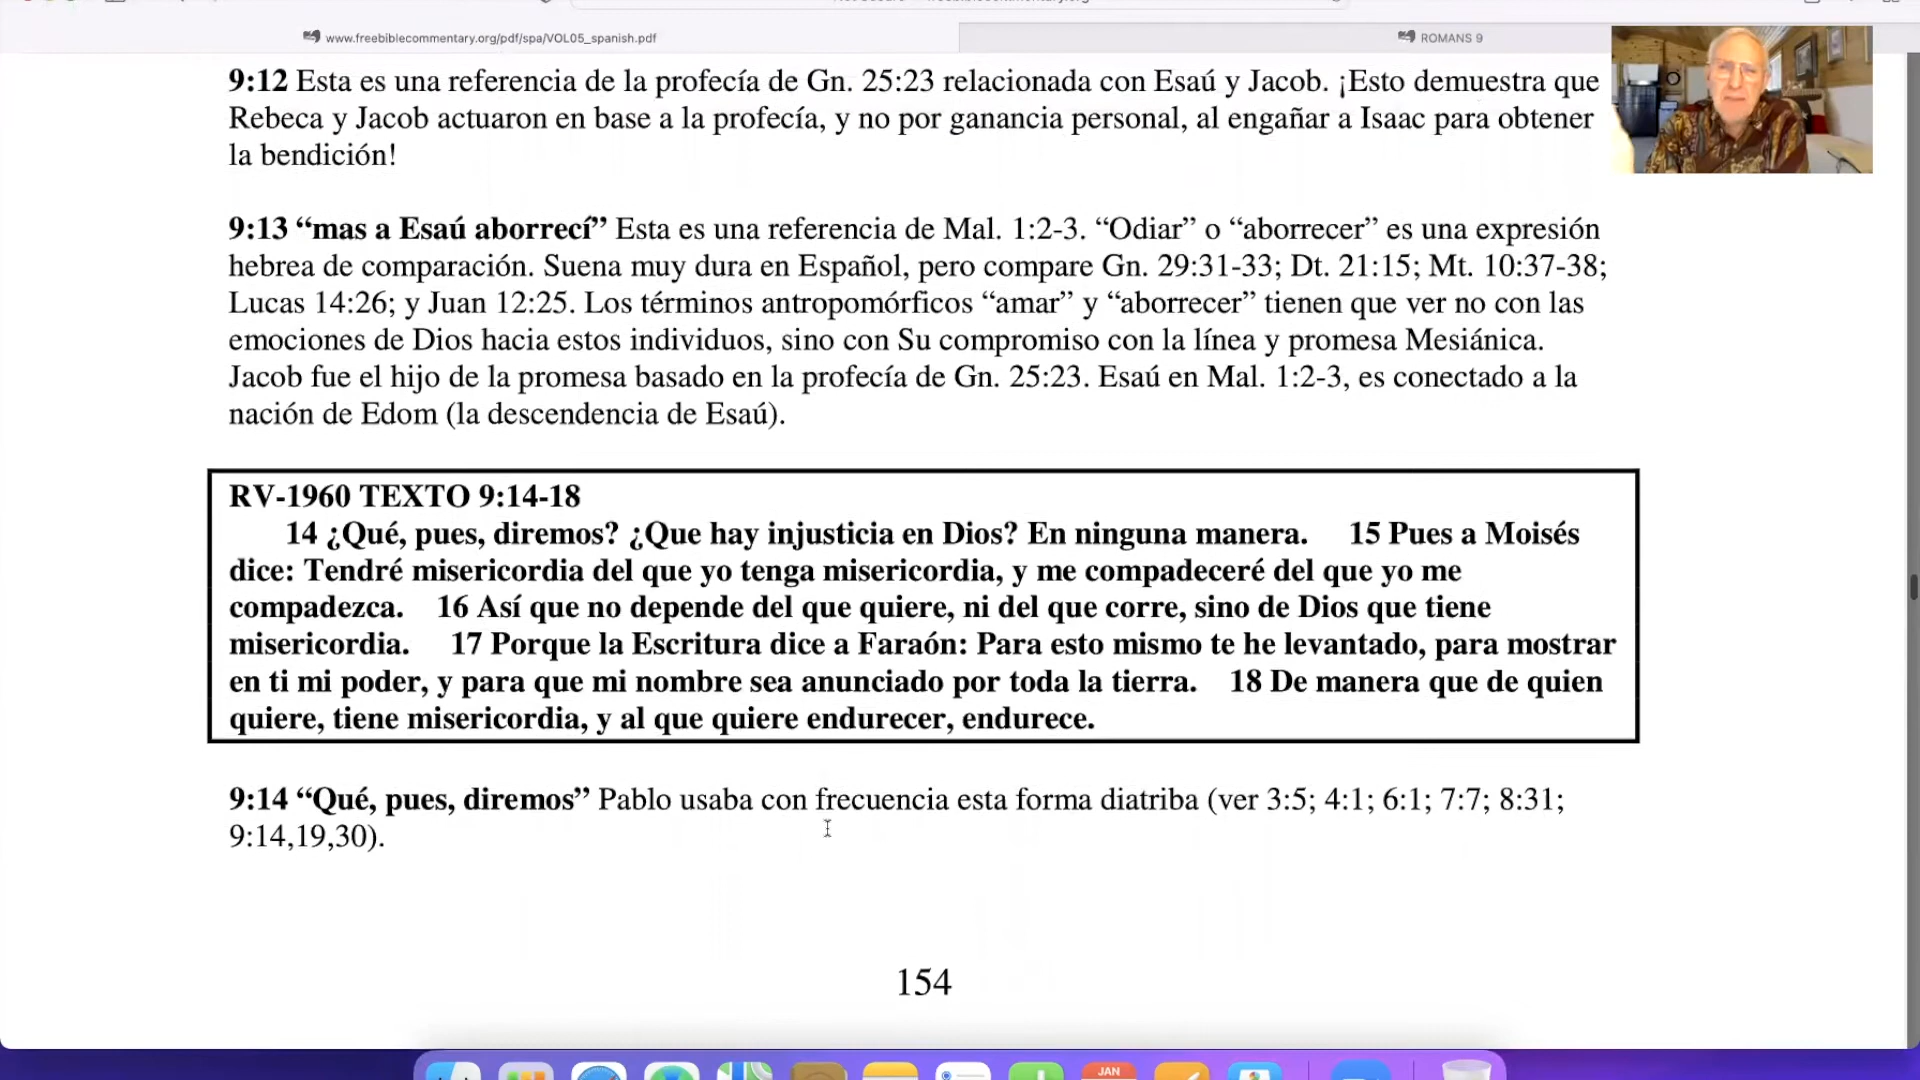 www.freebiblecommentary.org/pdf/spa/VOL05_spanish.pdf
ROMANS 9
9:12 Esta es una referencia de la profecía de Gn. 25:23 relacionada con Esaú y Jacob. ¡Esto demuestra que
Rebeca y Jacob actuaron en base a la profecía, y no por ganancia personal, al engañar a Isaac para obtener
la bendición!
9:13 “mas a Esaú aborrecí” Esta es una referencia de Mal. 1:2-3. “Odiar” o “aborrecer” es una expresión
hebrea de comparación. Suena muy dura en Español, pero compare Gn. 29:31-33; Dt. 21:15; Mt. 10:37-38;
Lucas 14:26; y Juan 12:25. Los términos antropomórficos “amar” y “aborrecer” tienen que ver no con las
emociones de Dios hacia estos individuos, sino con Su compromiso con la línea y promesa Mesiánica.
Jacob fue el hijo de la promesa basado en la profecía de Gn. 25:23. Esaú en Mal. 1:2-3, es conectado a la
nación de Edom (la descendencia de Esaú).
RV-1960 TEXTO 9:14-18
14 ¿Qué, pues, diremos? ¿Que hay injusticia en Dios? En ninguna manera. 15 Pues a Moisés
dice: Tendré misericordia del que yo tenga misericordia, y me compadeceré del que yo me
compadezca. 16 Así que no depende del que quiere, ni del que corre, sino de Dios que tiene
misericordia. 17 Porque la Escritura dice a Faraón: Para esto mismo te he levantado, para mostrar
en ti mi poder, y para que mi nombre sea anunciado por toda la tierra. 18 De manera que de quien
quiere, tiene misericordia, y al que quiere endurecer, endurece.
9:14 “Qué, pues, diremos” Pablo usaba con frecuencia esta forma diatriba (ver 3:5; 4:1; 6:1; 7:7; 8:31;
9:14,19,30).
154
JAN